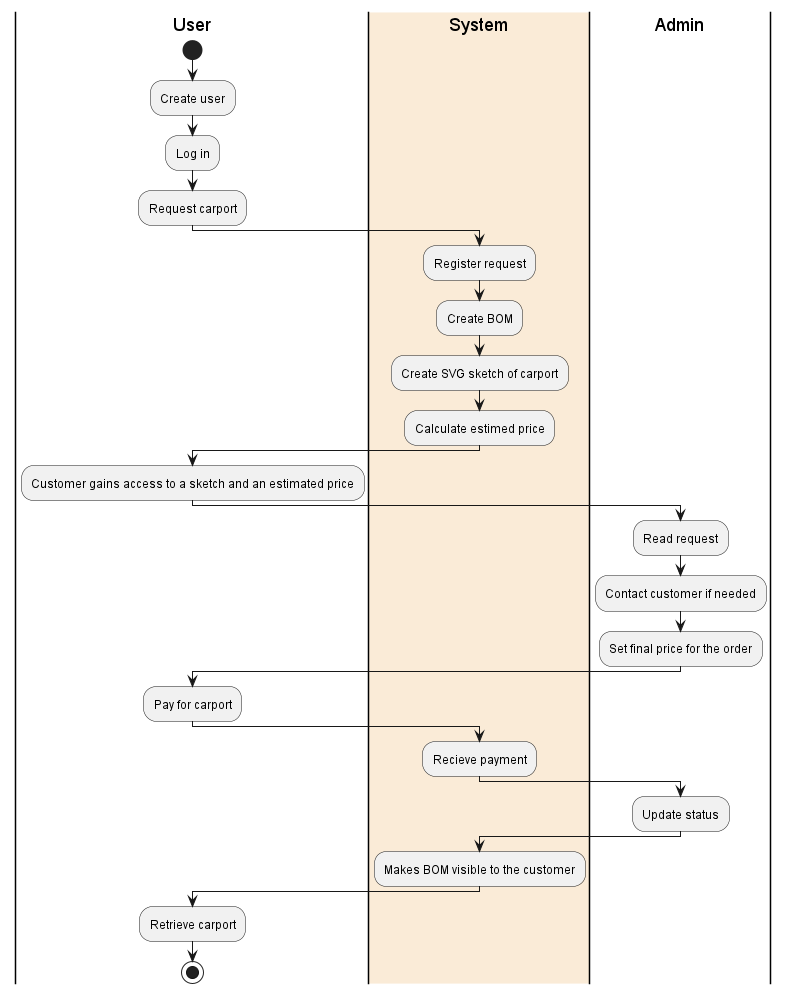 User
System
Admin
Create user
Log in
Request carport
Register request
Create BOM
Create SVG sketch of carport
Calculate estimed price
Customer gains access to a sketch and an estimated price
Read request
Contact customer if needed
Set final price for the order
Pay for carport
Recieve payment
Update status
Makes BOM visible to the customer
Retrieve carport